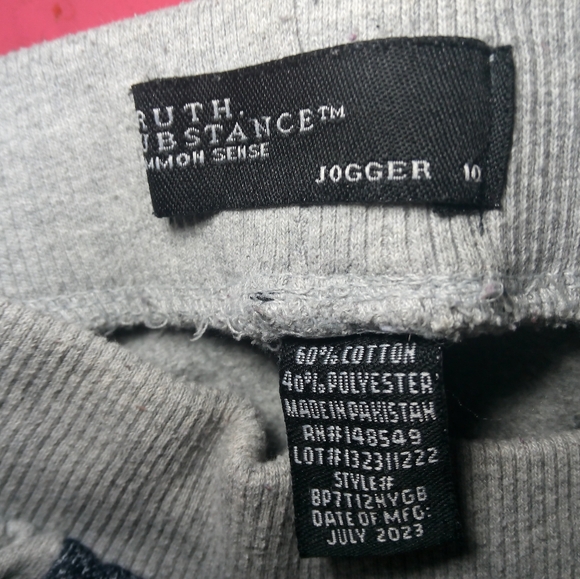 RUTH.
UBSTANCE™
MMON SENSE
JOGGER 10
60% COTTON
40% POLYESTER
MADE IN PAKISTAN
RN#148549
LOT#132311222
STYLE#
BP7T12HYGB
DATE OF MFG:
JULY 2023